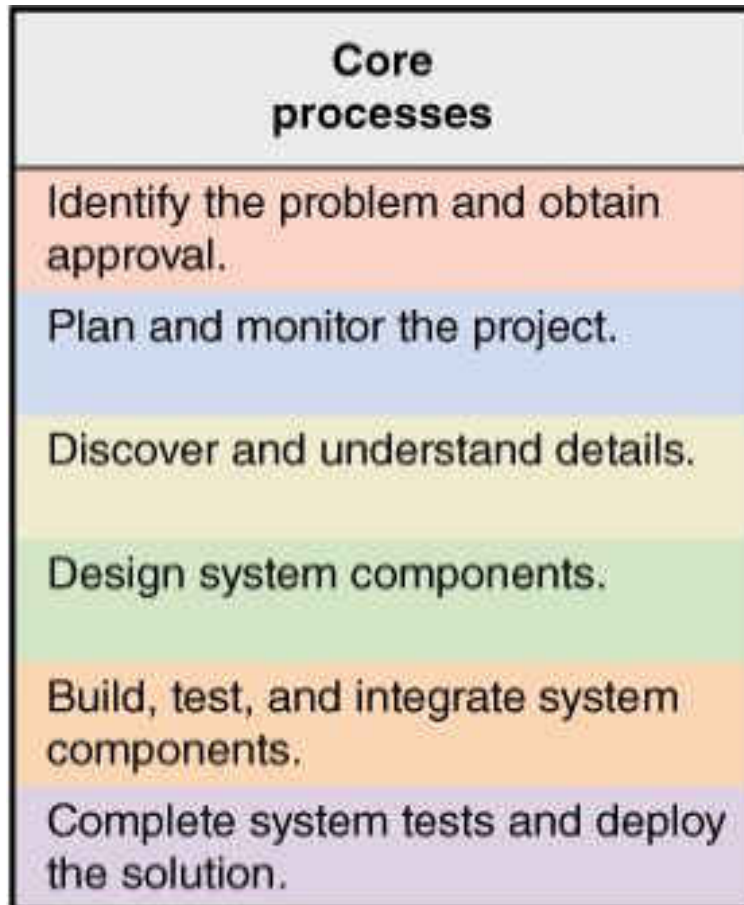 Core
processes
Identify the problem and obtain
approval.
Plan and monitor the project.
Discover and understand details.
Design system components.
Build, test, and integrate system
components.
Complete system tests and deploy
the solution.